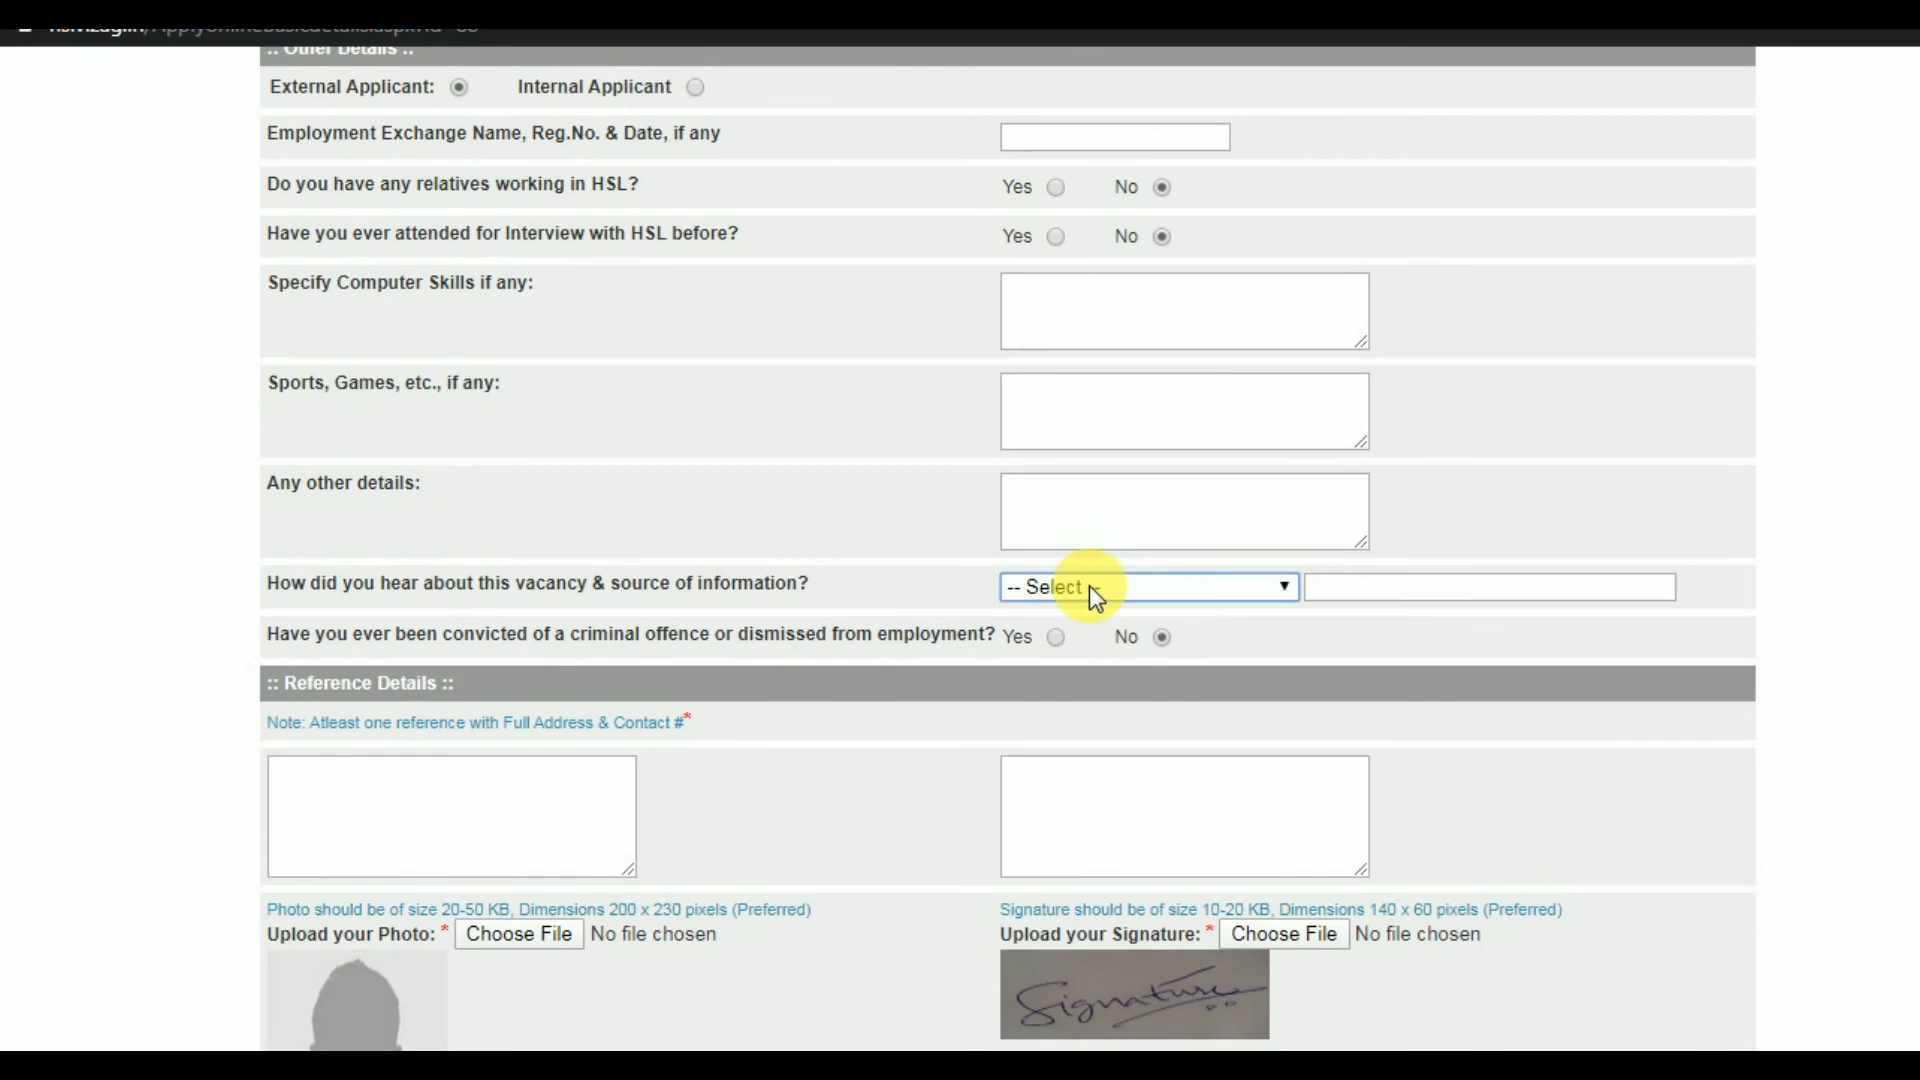 :: Other Details ::
External Applicant: Internal Applicant
Employment Exchange Name, Reg.No. & Date, if any
Do you have any relatives working in HSL? Yes No
Have you ever attended for Interview with HSL before? Yes No
Specify Computer Skills if any:
Sports, Games, etc., if any:
Any other details:
How did you hear about this vacancy & source of information? -- Select --
Have you ever been convicted of a criminal offence or dismissed from employment? Yes No
:: Reference Details ::
Note: Atleast one reference with Full Address & Contact #*
Photo should be of size 20-50 KB, Dimensions 200 x 230 pixels (Preferred) Signature should be of size 10-20 KB, Dimensions 140 x 60 pixels (Preferred)
Upload your Photo: * Choose File No file chosen Upload your Signature: * Choose File No file chosen
Signature